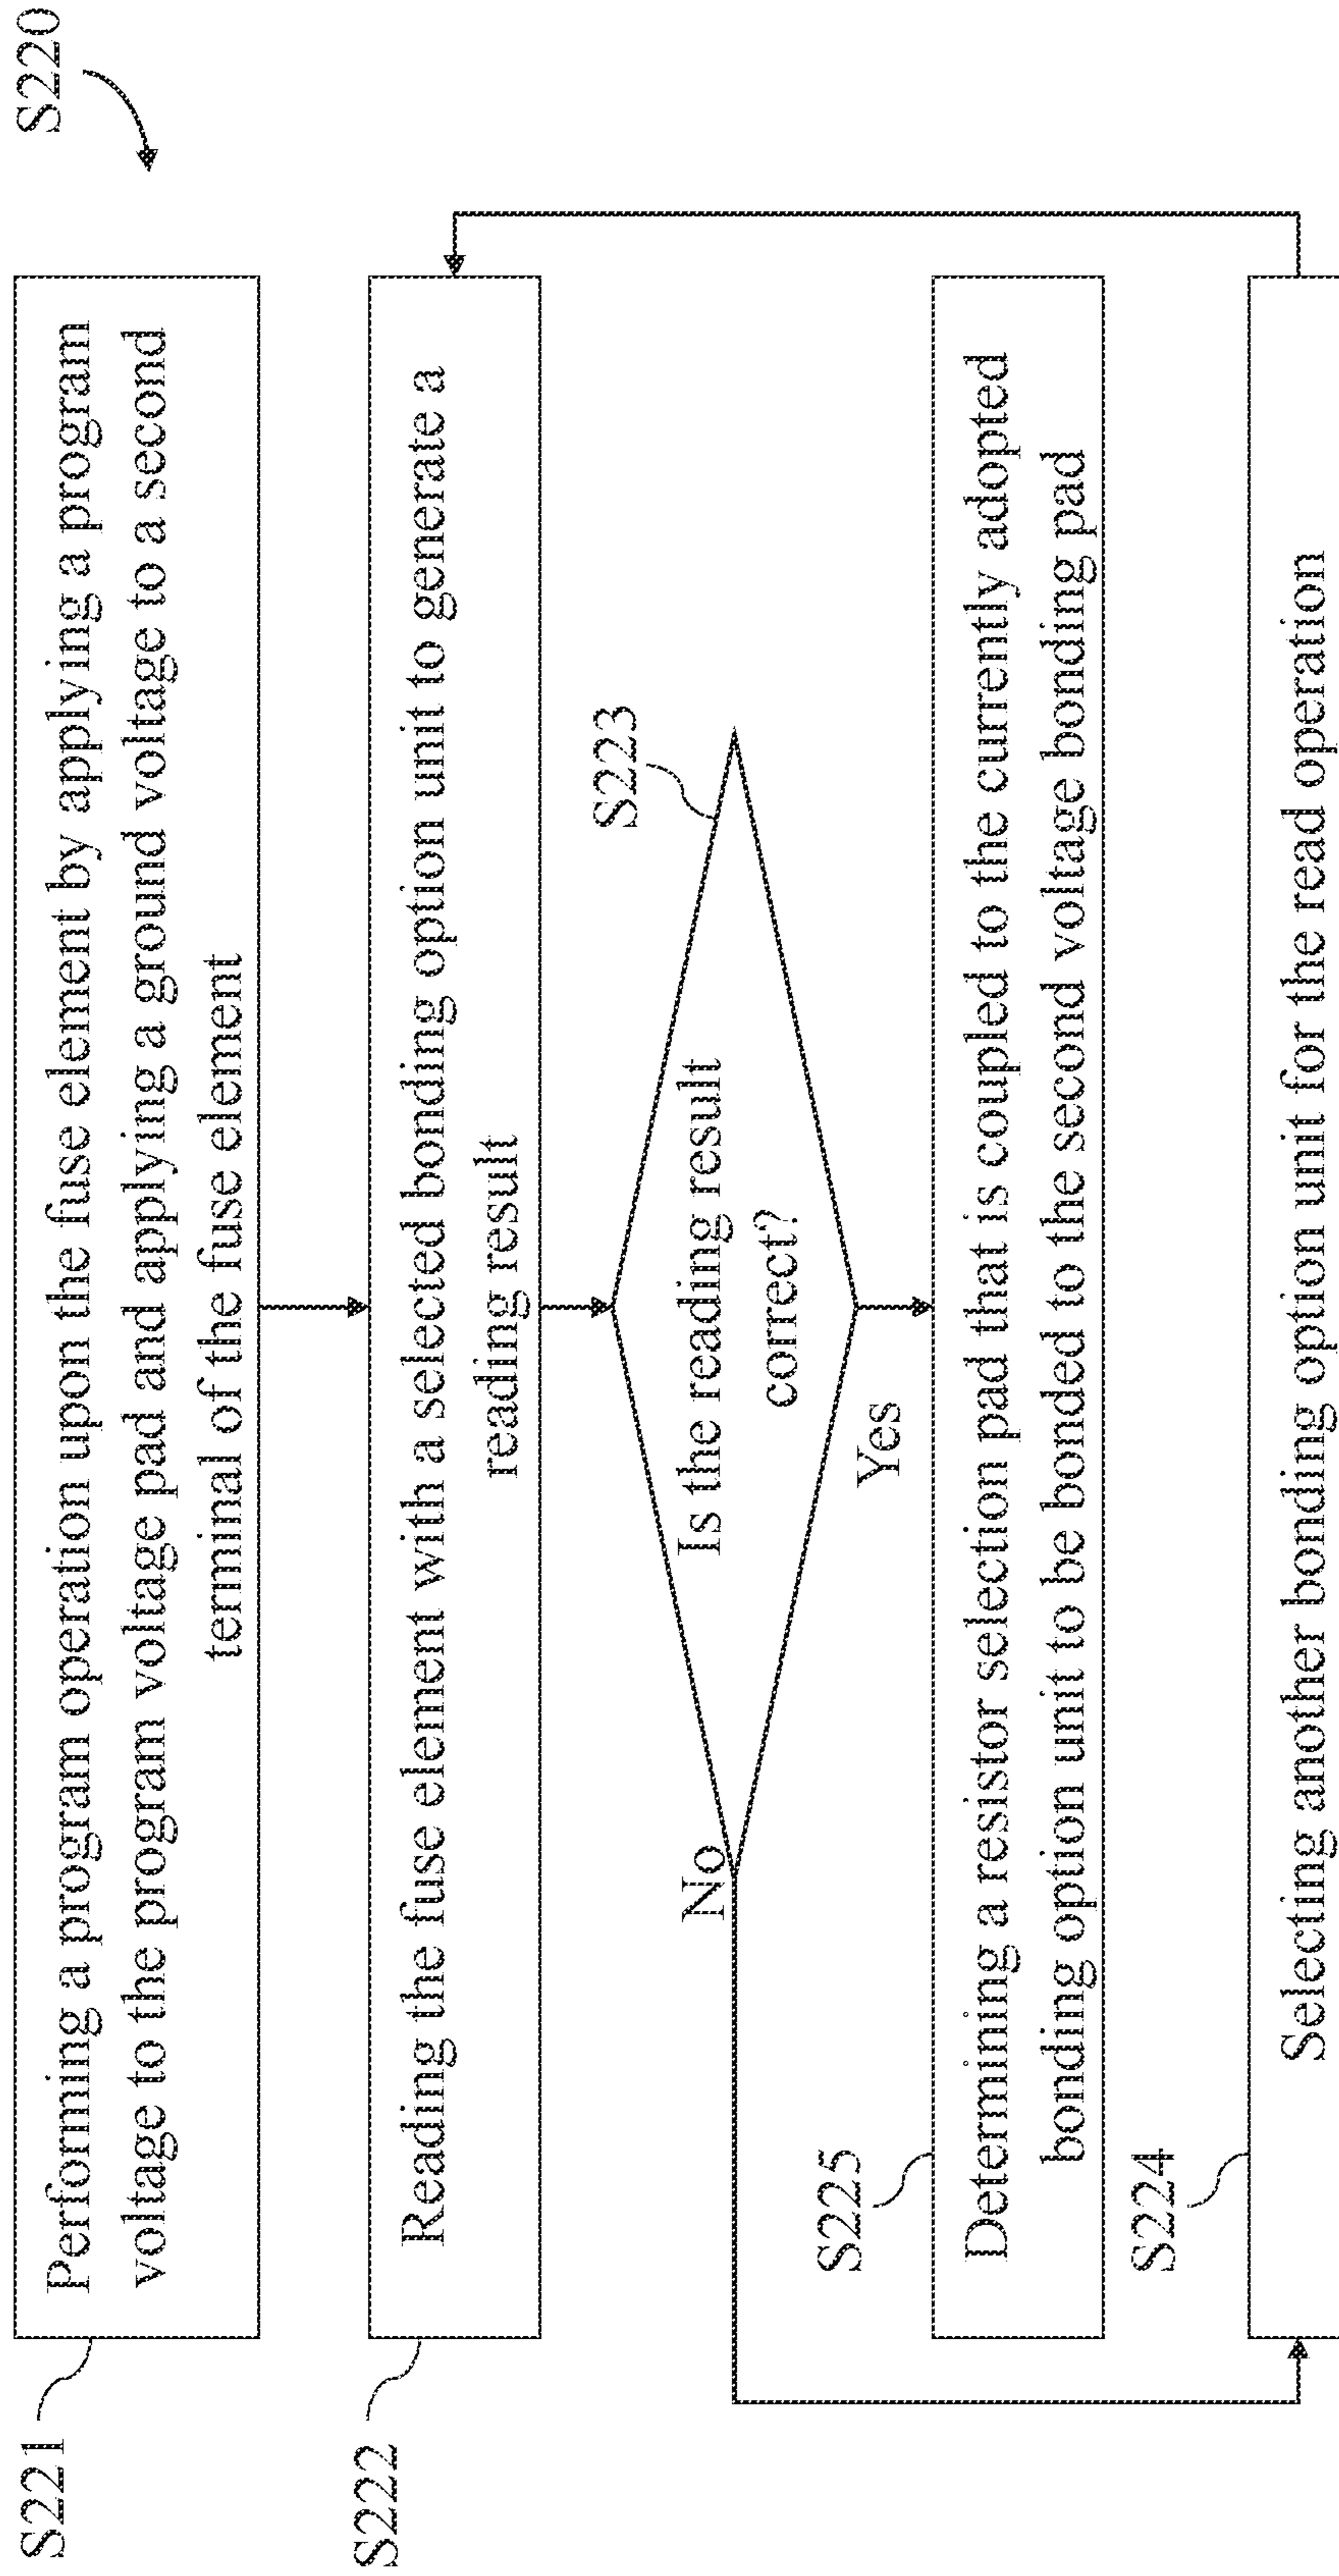 S220
S221
Performing a program operation upon the fuse element by applying a program
voltage to the program voltage pad and applying a ground voltage to a second
terminal of the fuse element
S222
Reading the fuse element with a selected bonding option unit to generate a
reading result
S223
Is the reading result
correct?
No
Yes
S225
Determining a resistor selection pad that is coupled to the currently adopted
bonding option unit to be bonded to the second voltage bonding pad
S224
Selecting another bonding option unit for the read operation